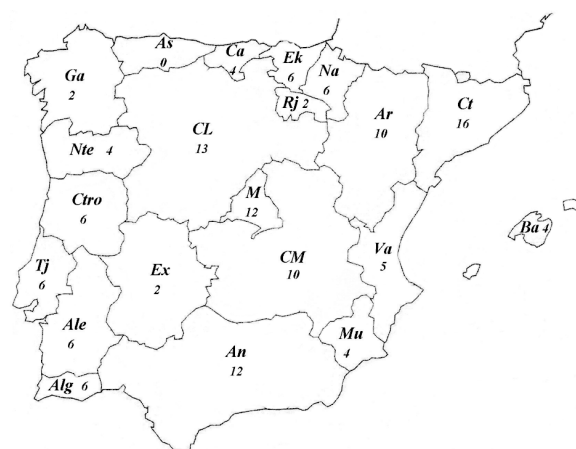 As
0
Ca
4
Ek
6
Na
6
Ga
2
Rj 2
Ar
10
Ct
16
CL
13
Nte 4
M
12
Ctro
6
Ba 4
Va
5
CM
10
Tj
6
Ex
2
Ale
6
Mu
4
An
12
Alg 6